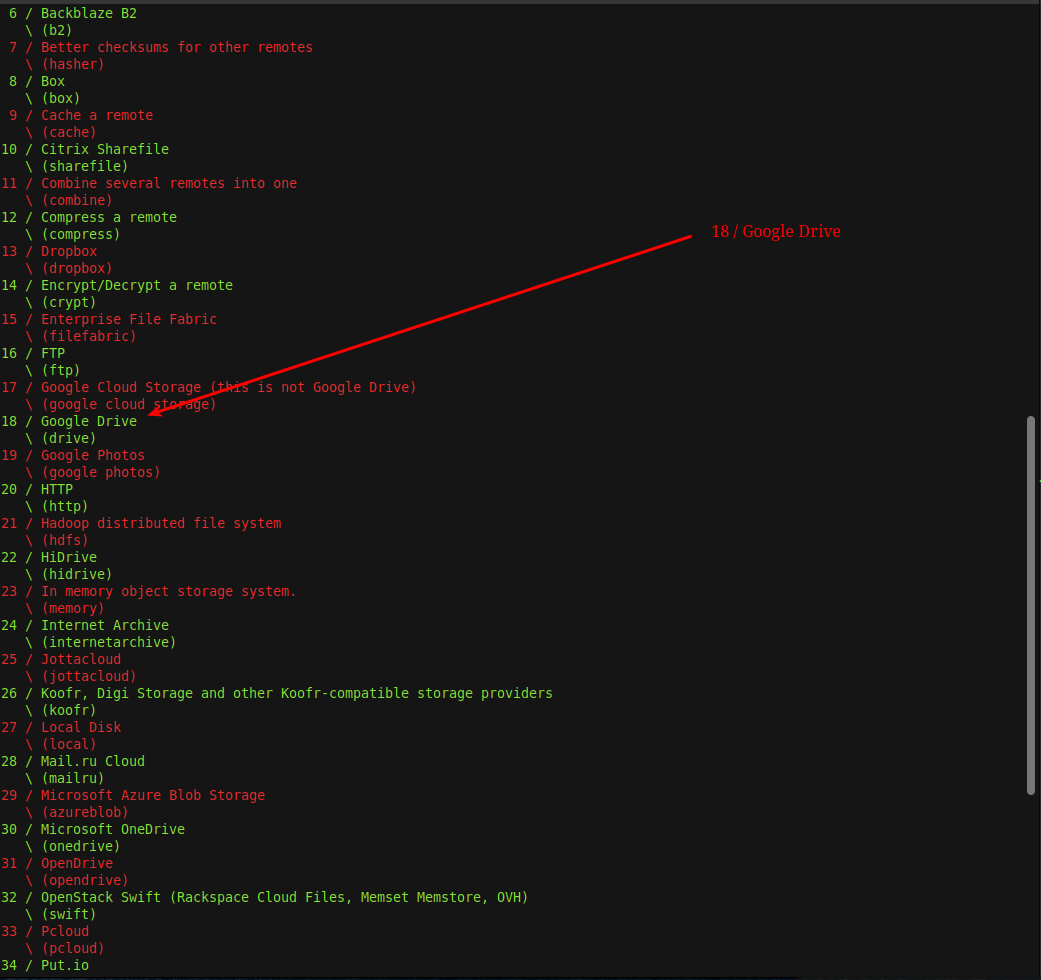 6 / Backblaze B2
\ (b2)
7 / Better checksums for other remotes
\ (hasher)
8 / Box
\ (box)
9 / Cache a remote
\ (cache)
10 / Citrix Sharefile
\ (sharefile)
11 / Combine several remotes into one
\ (combine)
12 / Compress a remote
\ (compress)
18 / Google Drive
13 / Dropbox
\ (dropbox)
14 / Encrypt/Decrypt a remote
\ (crypt)
15 / Enterprise File Fabric
\ (filefabric)
16 / FTP
\ (ftp)
17 / Google Cloud Storage (this is not Google Drive)
\ (google cloud storage)
18 / Google Drive
\ (drive)
19 / Google Photos
\ (google photos)
20 / HTTP
\ (http)
21 / Hadoop distributed file system
\ (hdfs)
22 / HiDrive
\ (hidrive)
23 / In memory object storage system.
\ (memory)
24 / Internet Archive
\ (internetarchive)
25 / Jottacloud
\ (jottacloud)
26 / Koofr, Digi Storage and other Koofr-compatible storage providers
\ (koofr)
27 / Local Disk
\ (local)
28 / Mail.ru Cloud
\ (mailru)
29 / Microsoft Azure Blob Storage
\ (azureblob)
30 / Microsoft OneDrive
\ (onedrive)
31 / OpenDrive
\ (opendrive)
32 / OpenStack Swift (Rackspace Cloud Files, Memset Memstore, OVH)
\ (swift)
33 / Pcloud
\ (pcloud)
34 / Put.io